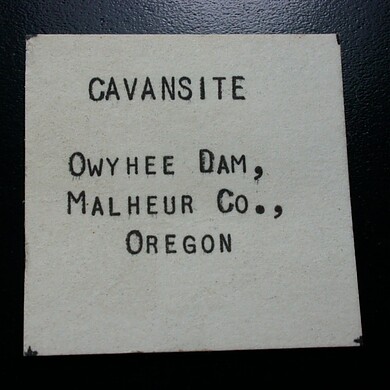 CAVANSITE
OWYHEE DAM,
MALHEUR CO.,
OREGON